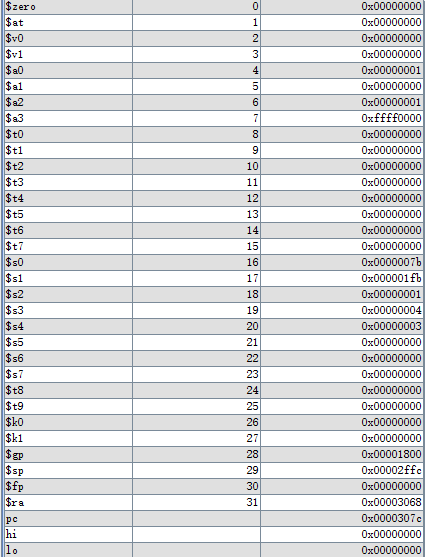 $zero 0 0x00000000
$at 1 0x00000000
$v0 2 0x00000000
$v1 3 0x00000000
$a0 4 0x00000001
$a1 5 0x00000000
$a2 6 0x00000001
$a3 7 0xffff0000
$t0 8 0x00000000
$t1 9 0x00000000
$t2 10 0x00000000
$t3 11 0x00000000
$t4 12 0x00000000
$t5 13 0x00000000
$t6 14 0x00000000
$t7 15 0x00000000
$s0 16 0x0000007b
$s1 17 0x000001fb
$s2 18 0x00000001
$s3 19 0x00000004
$s4 20 0x00000003
$s5 21 0x00000000
$s6 22 0x00000000
$s7 23 0x00000000
$t8 24 0x00000000
$t9 25 0x00000000
$k0 26 0x00000000
$k1 27 0x00000000
$gp 28 0x00001800
$sp 29 0x00002ffc
$fp 30 0x00000000
$ra 31 0x00003068
pc 0x0000307c
hi 0x00000000
lo 0x00000000